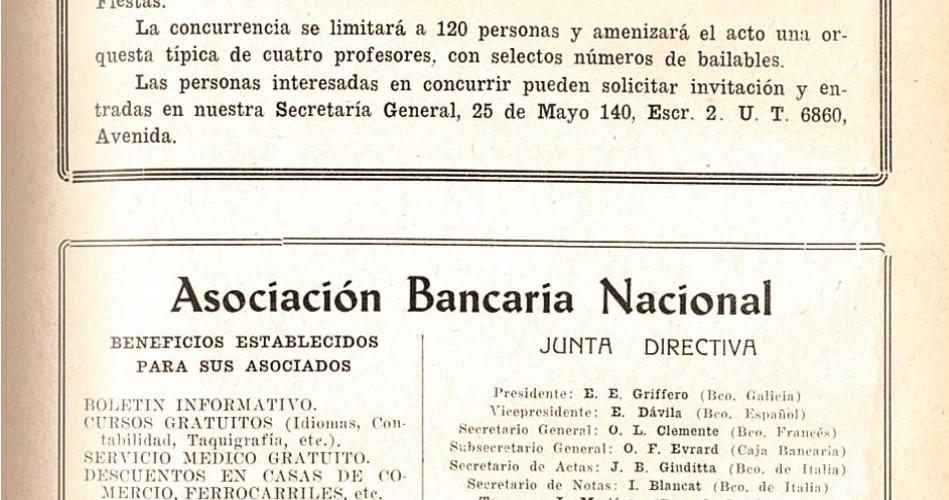 Fiestas.
La concurrencia se limitará a 120 personas y amenizará el acto una or-
questa típica de cuatro profesores, con selectos números de bailables.
Las personas interesadas en concurrir pueden solicitar invitación y en-
tradas en nuestra Secretaría General, 25 de Mayo 140, Escr. 2. U. T. 6860,
Avenida.
Asociación Bancaria Nacional
BENEFICIOS ESTABLECIDOS
PARA SUS ASOCIADOS
BOLETIN INFORMATIVO.
CURSOS GRATUITOS (Idiomas, Con-
tabilidad, Taquigrafía, etc.).
SERVICIO MEDICO GRATUITO.
DESCUENTOS EN CASAS DE CO-
MERCIO, FERROCARRILES, etc.
JUNTA DIRECTIVA
Presidente: E. E. Griffero (Bco. Galicia)
Vicepresidente: E. Dávila (Bco. Español)
Secretario General: O. L. Clemente (Bco. Francés)
Subsecretario General: O. F. Evrard (Caja Bancaria)
Secretario de Actas: J. B. Giuditta (Bco. de Italia)
Secretario de Notas: I. Blancat (Bco. de Italia)